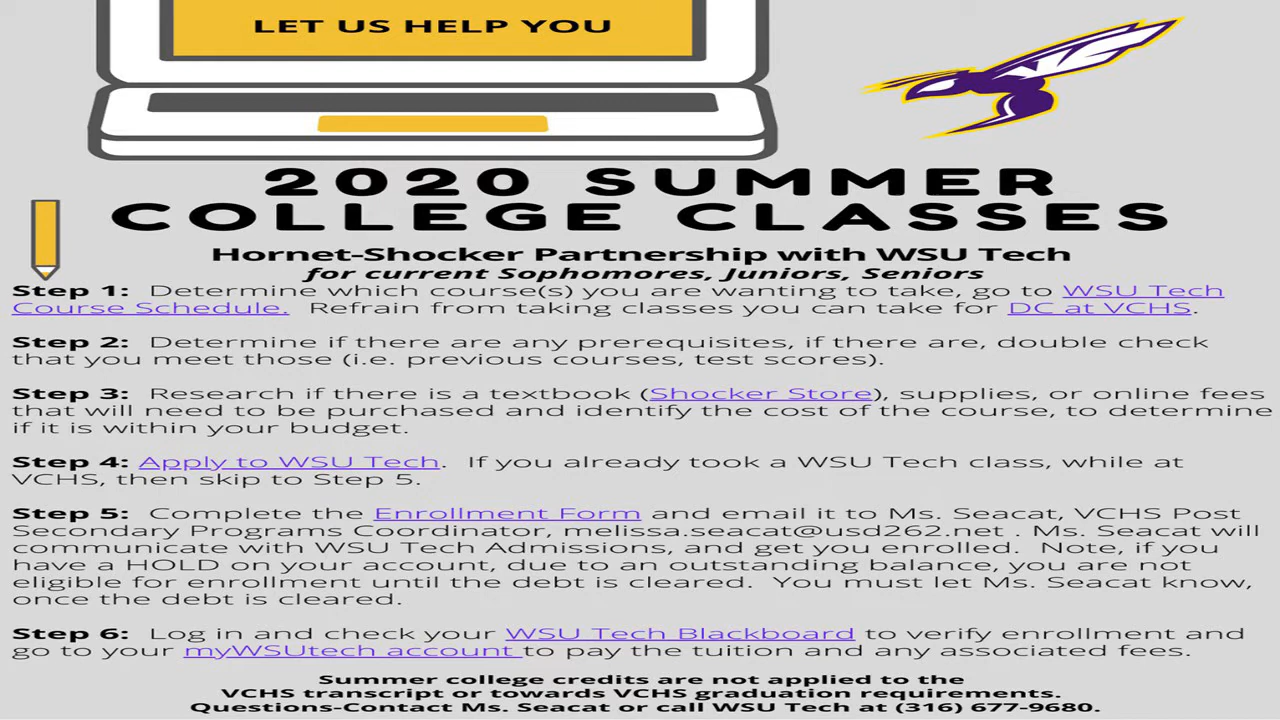 LET US HELP YOU
VC
2020 SUMMER
COLLEGE CLASSES
Hornet-Shocker Partnership with WSU Tech
for current Sophomores, Juniors, Seniors
Step 1: Determine which course(s) you are wanting to take, go to WSU Tech
Course Schedule. Refrain from taking classes you can take for DC at VCHS.
Step 2: Determine if there are any prerequisites, if there are, double check
that you meet those (i.e. previous courses, test scores).
Step 3: Research if there is a textbook (Shocker Store), supplies, or online fees
that will need to be purchased and identify the cost of the course, to determine
if it is within your budget.
Step 4: Apply to WSU Tech. If you already took a WSU Tech class, while at
VCHS, then skip to Step 5.
Step 5: Complete the Enrollment Form and email it to Ms. Seacat, VCHS Post
Secondary Programs Coordinator, melissa.seacat@usd262.net . Ms. Seacat will
communicate with WSU Tech Admissions, and get you enrolled. Note, if you
have a HOLD on your account, due to an outstanding balance, you are not
eligible for enrollment until the debt is cleared. You must let Ms. Seacat know,
once the debt is cleared.
Step 6: Log in and check your WSU Tech Blackboard to verify enrollment and
go to your myWSUtech account to pay the tuition and any associated fees.
Summer college credits are not applied to the
VCHS transcript or towards VCHS graduation requirements.
Questions-Contact Ms. Seacat or call WSU Tech at (316) 677-9680.